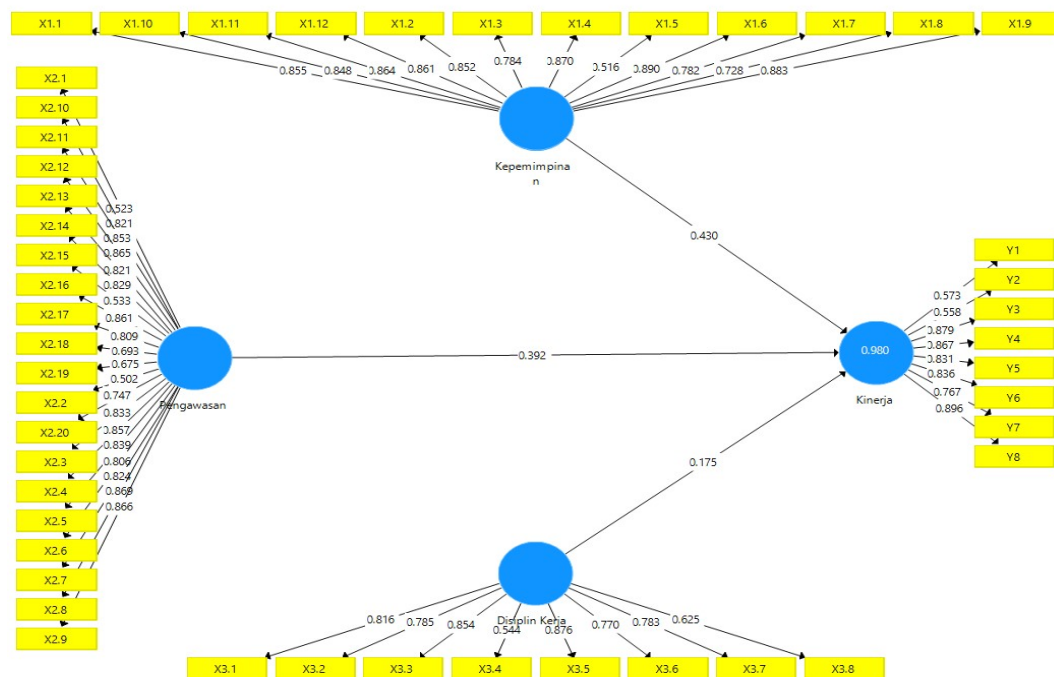 X1.1 X1.10 X1.11 X1.12 X1.2 X1.3 X1.4 X1.5 X1.6 X1.7 X1.8 X1.9
0.855 0.848 0.864 0.861 0.852 0.784 0.870 0.516 0.890 0.782 0.728 0.883
Kepemimpina
n
X2.1
X2.10
X2.11
X2.12
X2.13
X2.14
X2.15
X2.16
X2.17
X2.18
X2.19
X2.2
X2.20
X2.3
X2.4
X2.5
X2.6
X2.7
X2.8
X2.9
0.523
0.821
0.853
0.865
0.821
0.829
0.533
0.861
0.809
0.693
0.675
0.502
0.747
0.833
0.857
0.839
0.806
0.824
0.869
0.866
Pengawasan
0.430
0.392
0.175
0.980
Kinerja
0.573
0.558
0.879
0.867
0.831
0.836
0.767
0.896
Y1
Y2
Y3
Y4
Y5
Y6
Y7
Y8
Disiplin Kerja
0.816 0.785 0.854 0.544 0.876 0.770 0.783 0.625
X3.1 X3.2 X3.3 X3.4 X3.5 X3.6 X3.7 X3.8